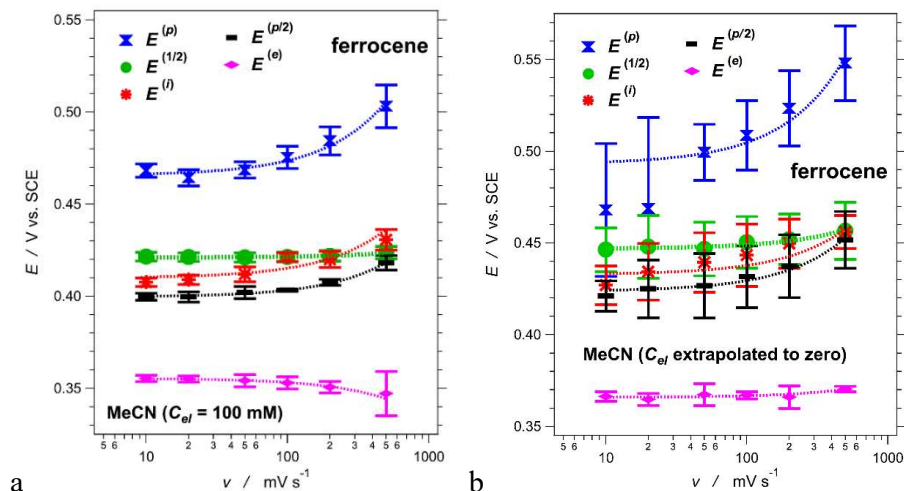 a
0.55
0.50
0.45
0.40
0.35
E / V vs. SCE
E(p)
E(1/2)
E(i)
E(p/2)
E(e)
ferrocene
MeCN (Cel = 100 mM)
5 6 10 2 3 4 5 6 100 2 3 4 5 6 1000
v / mV s-1
a
b
0.55
0.50
0.45
0.40
0.35
E / V vs. SCE
E(p)
E(1/2)
E(i)
E(p/2)
E(e)
ferrocene
MeCN (Cel extrapolated to zero)
5 6 10 2 3 4 5 6 100 2 3 4 5 6 1000
v / mV s-1
b